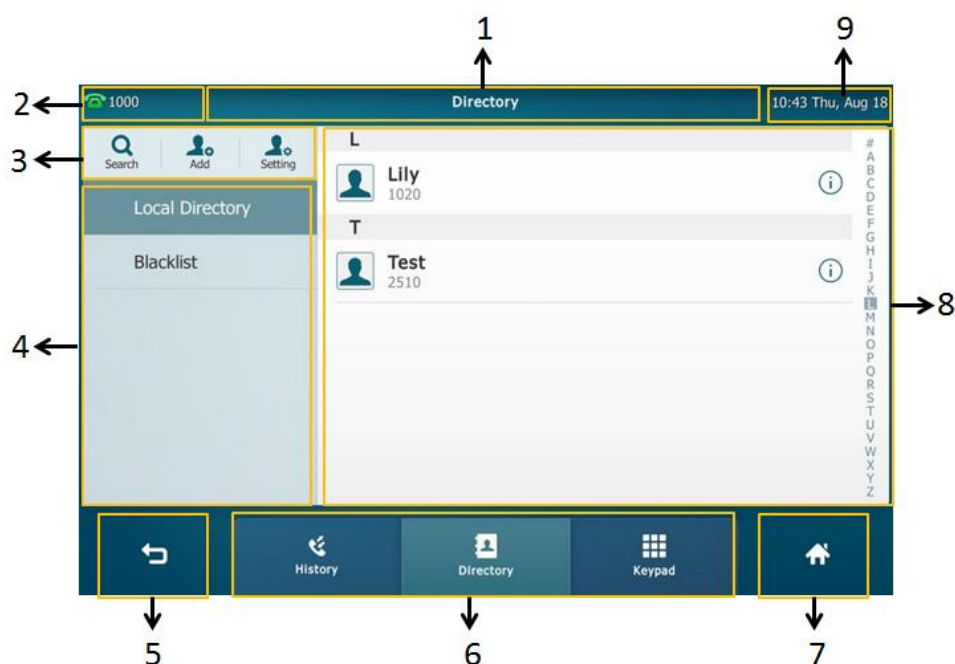 1
9
2
1000
Directory
10:43 Thu, Aug 18
3
Search
Add
Setting
L
Lily
1020
Local Directory
T
Blacklist
Test
2510
#
A
B
C
D
E
F
G
H
I
J
K
L
M
N
O
P
Q
R
S
T
U
V
W
X
Y
Z
4
8
History
Directory
Keypad
5
6
7